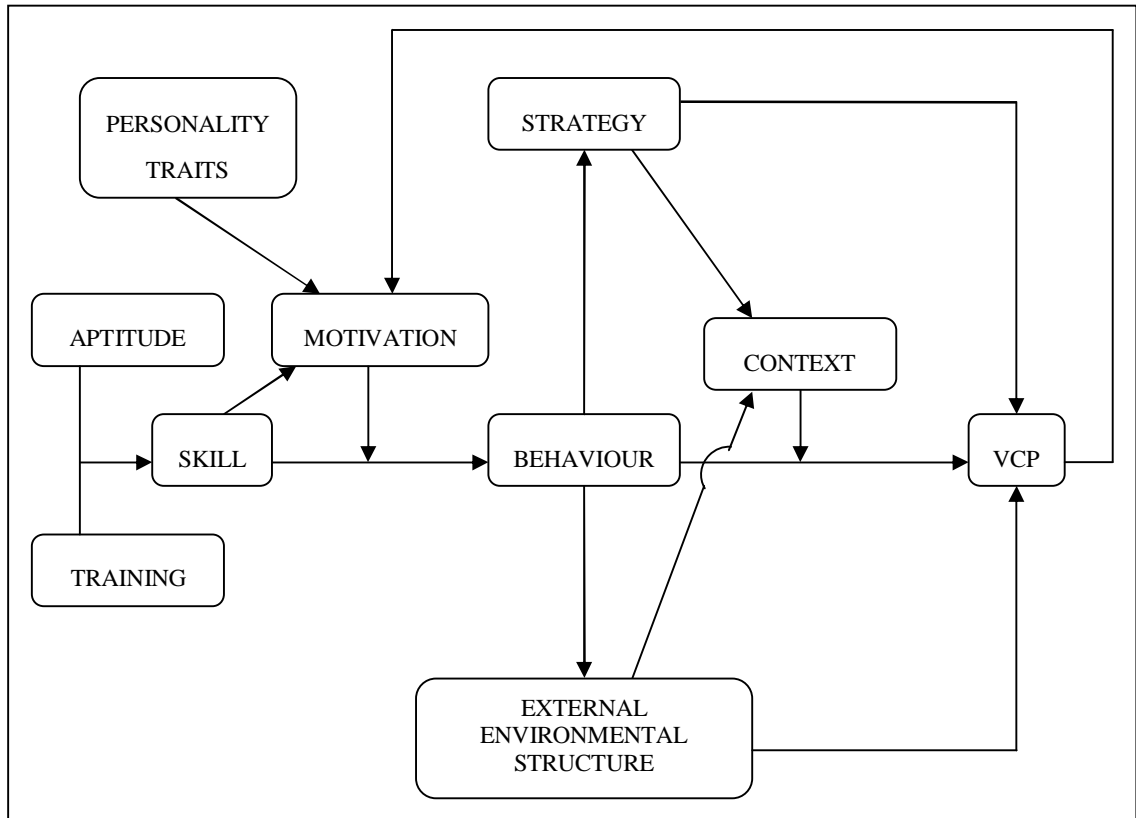 PERSONALITY
TRAITS
STRATEGY
APTITUDE
MOTIVATION
CONTEXT
SKILL
BEHAVIOUR
VCP
TRAINING
EXTERNAL
ENVIRONMENTAL
STRUCTURE